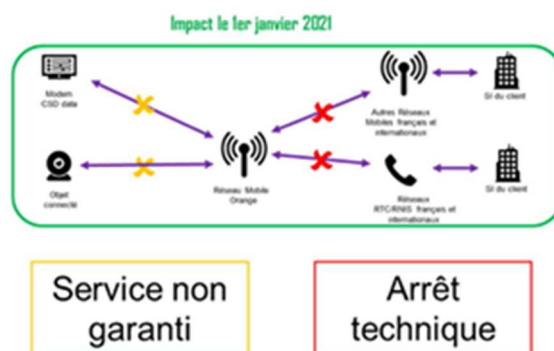 Impact le 1er janvier 2021
Modem
CSD data
Autres Réseaux
Mobiles français et
internationaux
SI du client
Objet
connecté
Réseau Mobile
Orange
Réseaux
RTC/RNIS français et
internationaux
SI du client
Service non
garanti
Arrêt
technique